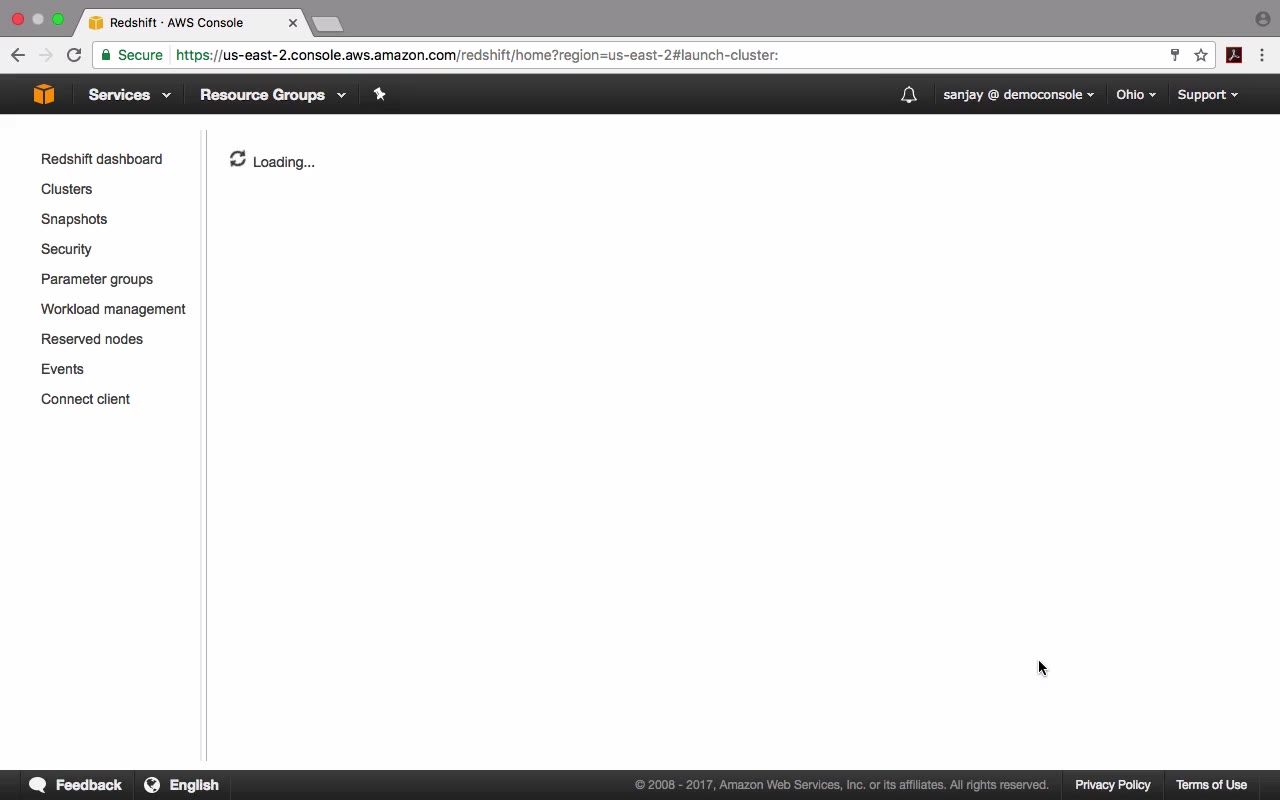 Redshift · AWS Console
Secure https://us-east-2.console.aws.amazon.com/redshift/home?region=us-east-2#launch-cluster:
Services Resource Groups sanjay @ democonsole Ohio Support
Redshift dashboard
Clusters
Snapshots
Security
Parameter groups
Workload management
Reserved nodes
Events
Connect client
Loading...
Feedback English © 2008 - 2017, Amazon Web Services, Inc. or its affiliates. All rights reserved. Privacy Policy Terms of Use